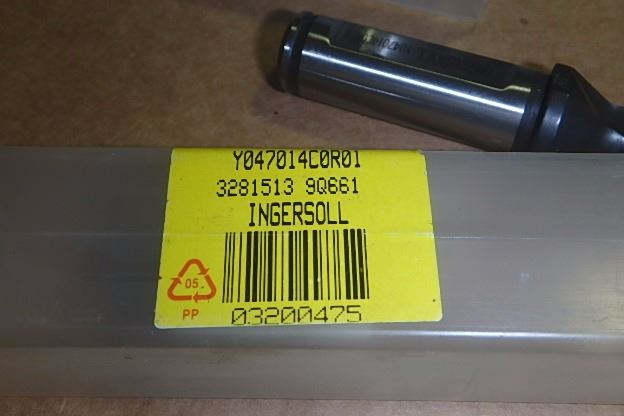 Y047014C0R01
3281513 9Q661
INGERSOLL
05.
PP
03200475